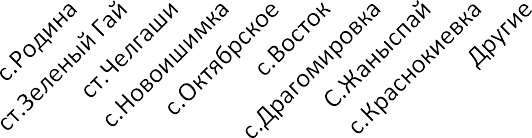 с.Родина
ст.Зеленый Гай
ст.Челгаши
с.Новоишимка
с.Октябрское
с.Восток
с.Драгомировка
С.Жаныспай
с.Краснокиевка
Другие